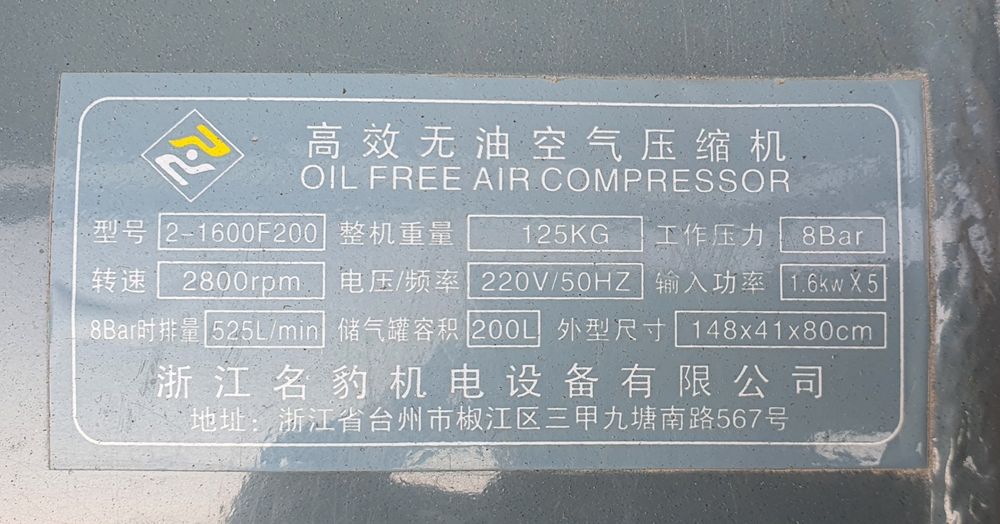 高效无油空气压缩机
OIL FREE AIR COMPRESSOR
型号 2-1600F200 整机重量 125KG 工作压力 8Bar
转速 2800rpm 电压/频率 220V/50HZ 输入功率 1.6kw X 5
8Bar时排量 525L/min 储气罐容积 200L 外型尺寸 148x41x80cm
浙江名豹机电设备有限公司
地址：浙江省台州市椒江区三甲九塘南路567号